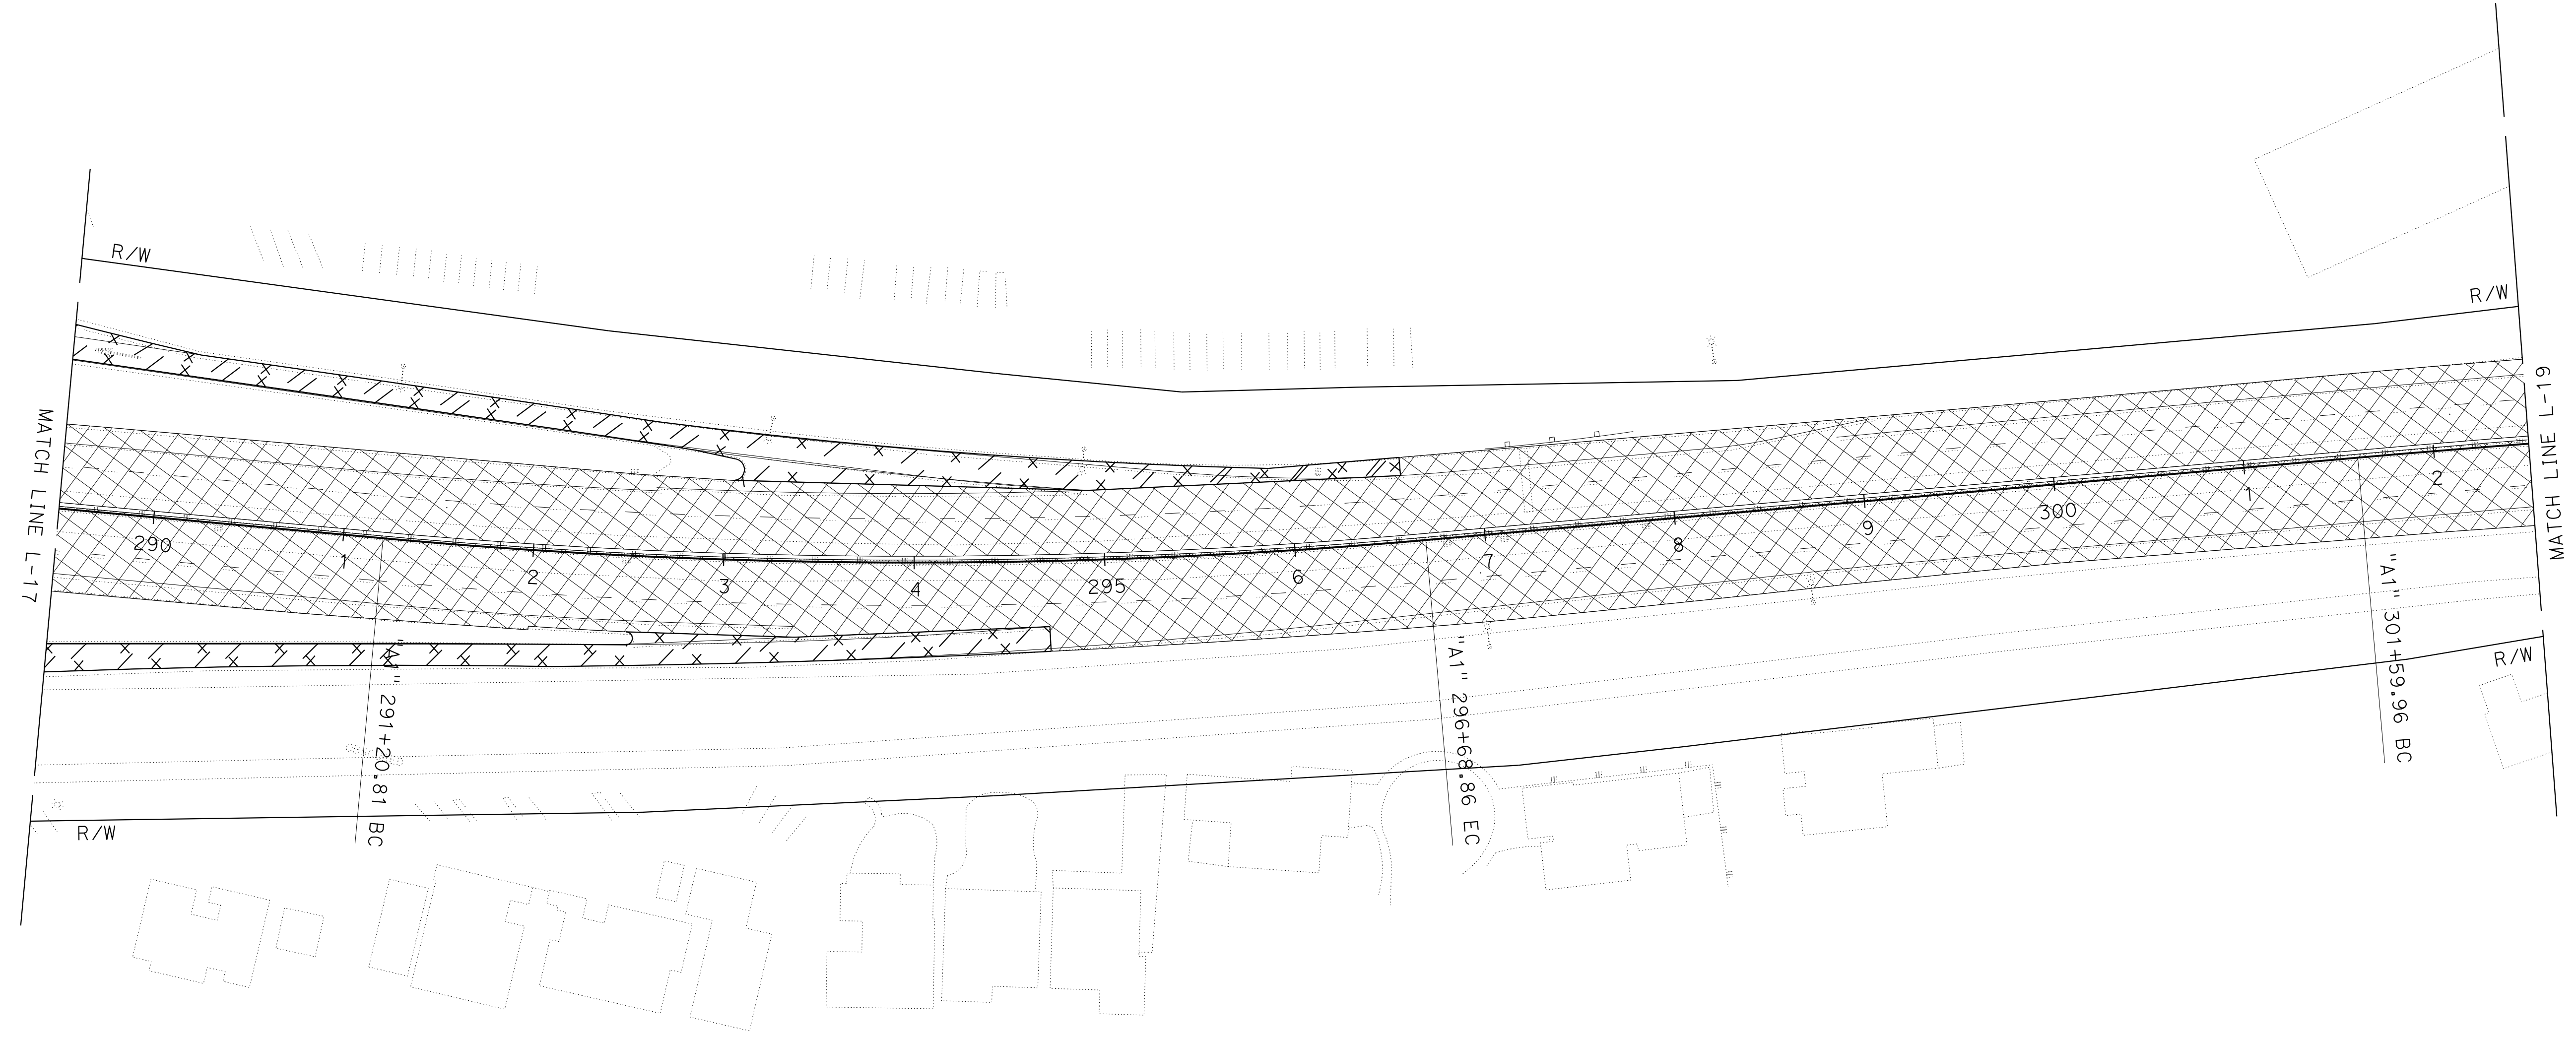 R/W
R/W
MATCH LINE L-17
MATCH LINE L-19
290
1
2
3
4
295
6
7
8
9
300
1
2
"A1" 291+20.81 BC
"A1" 296+68.86 EC
"A1" 301+59.96 BC
R/W
R/W